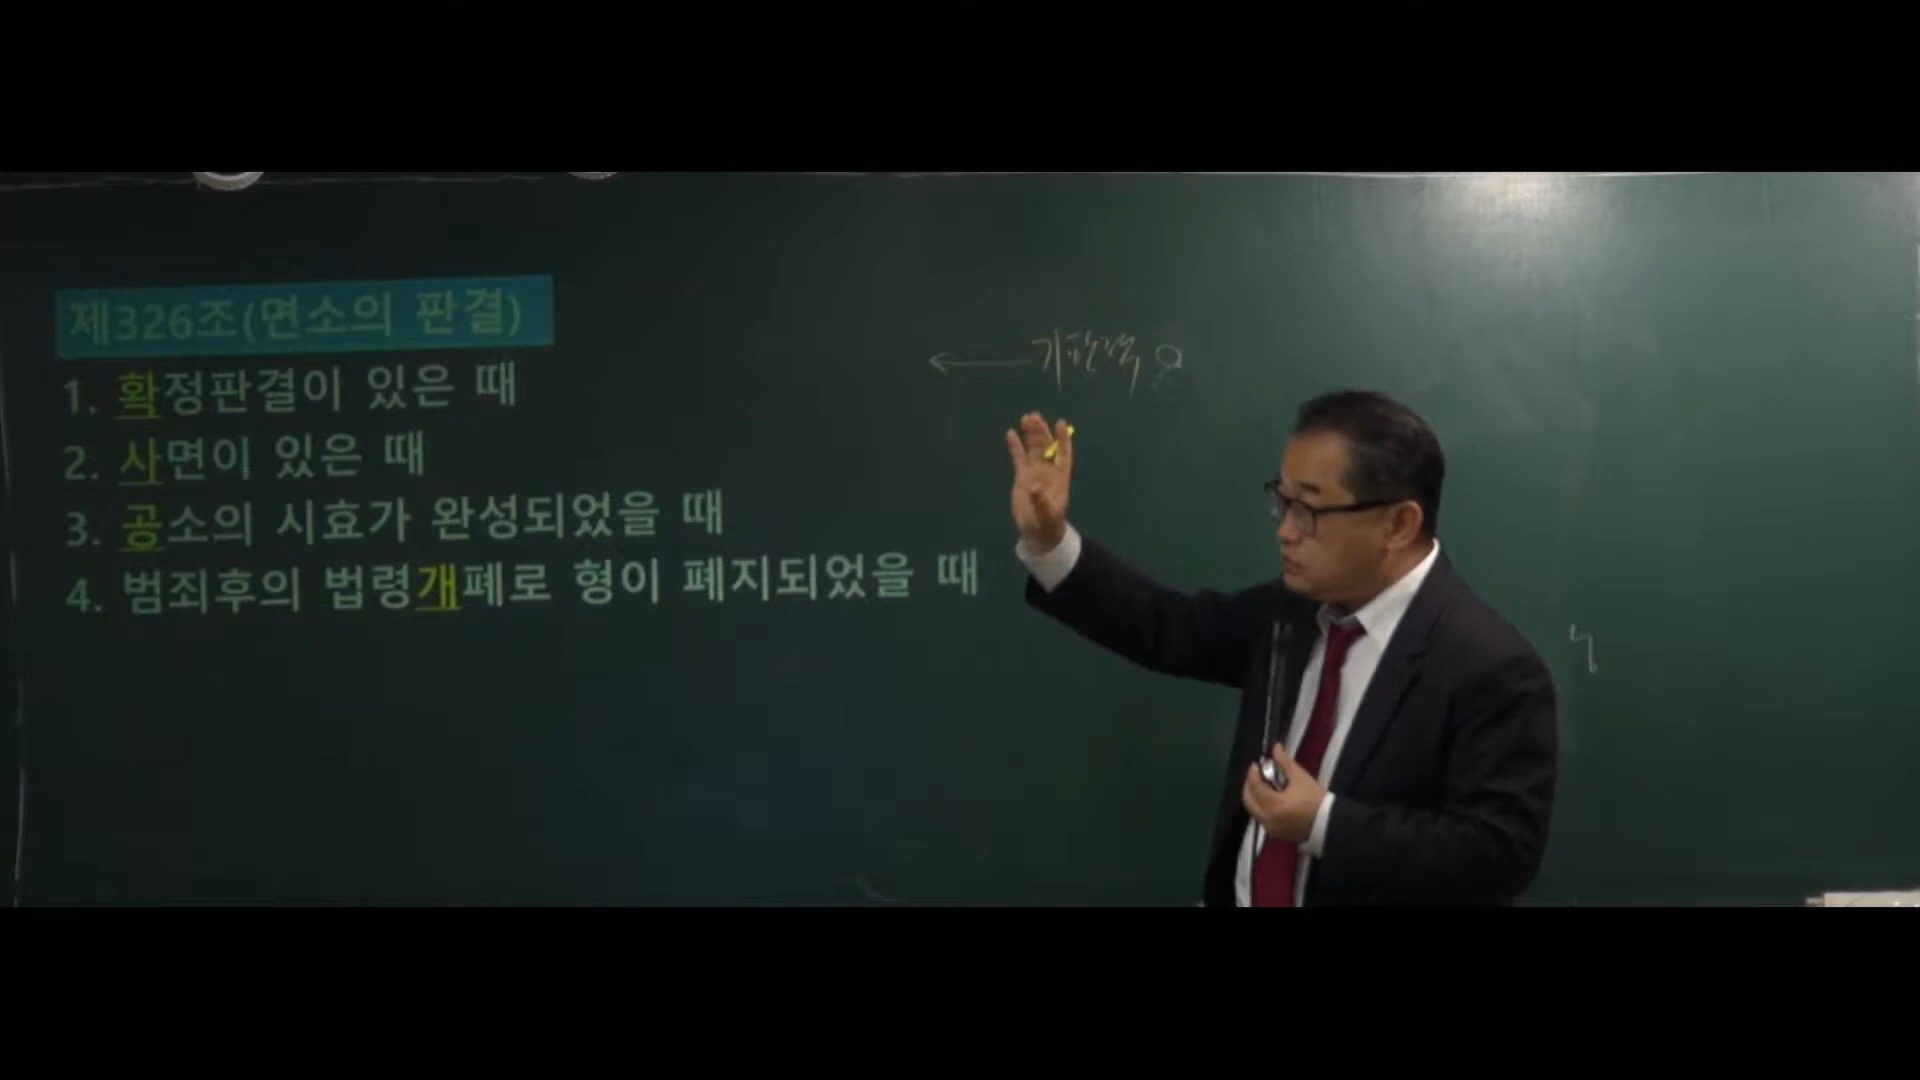 제326조(면소의 판결)
1. 확정판결이 있은 때
2. 사면이 있은 때
3. 공소의 시효가 완성되었을 때
4. 범죄후의 법령개폐로 형이 폐지되었을 때
기판력